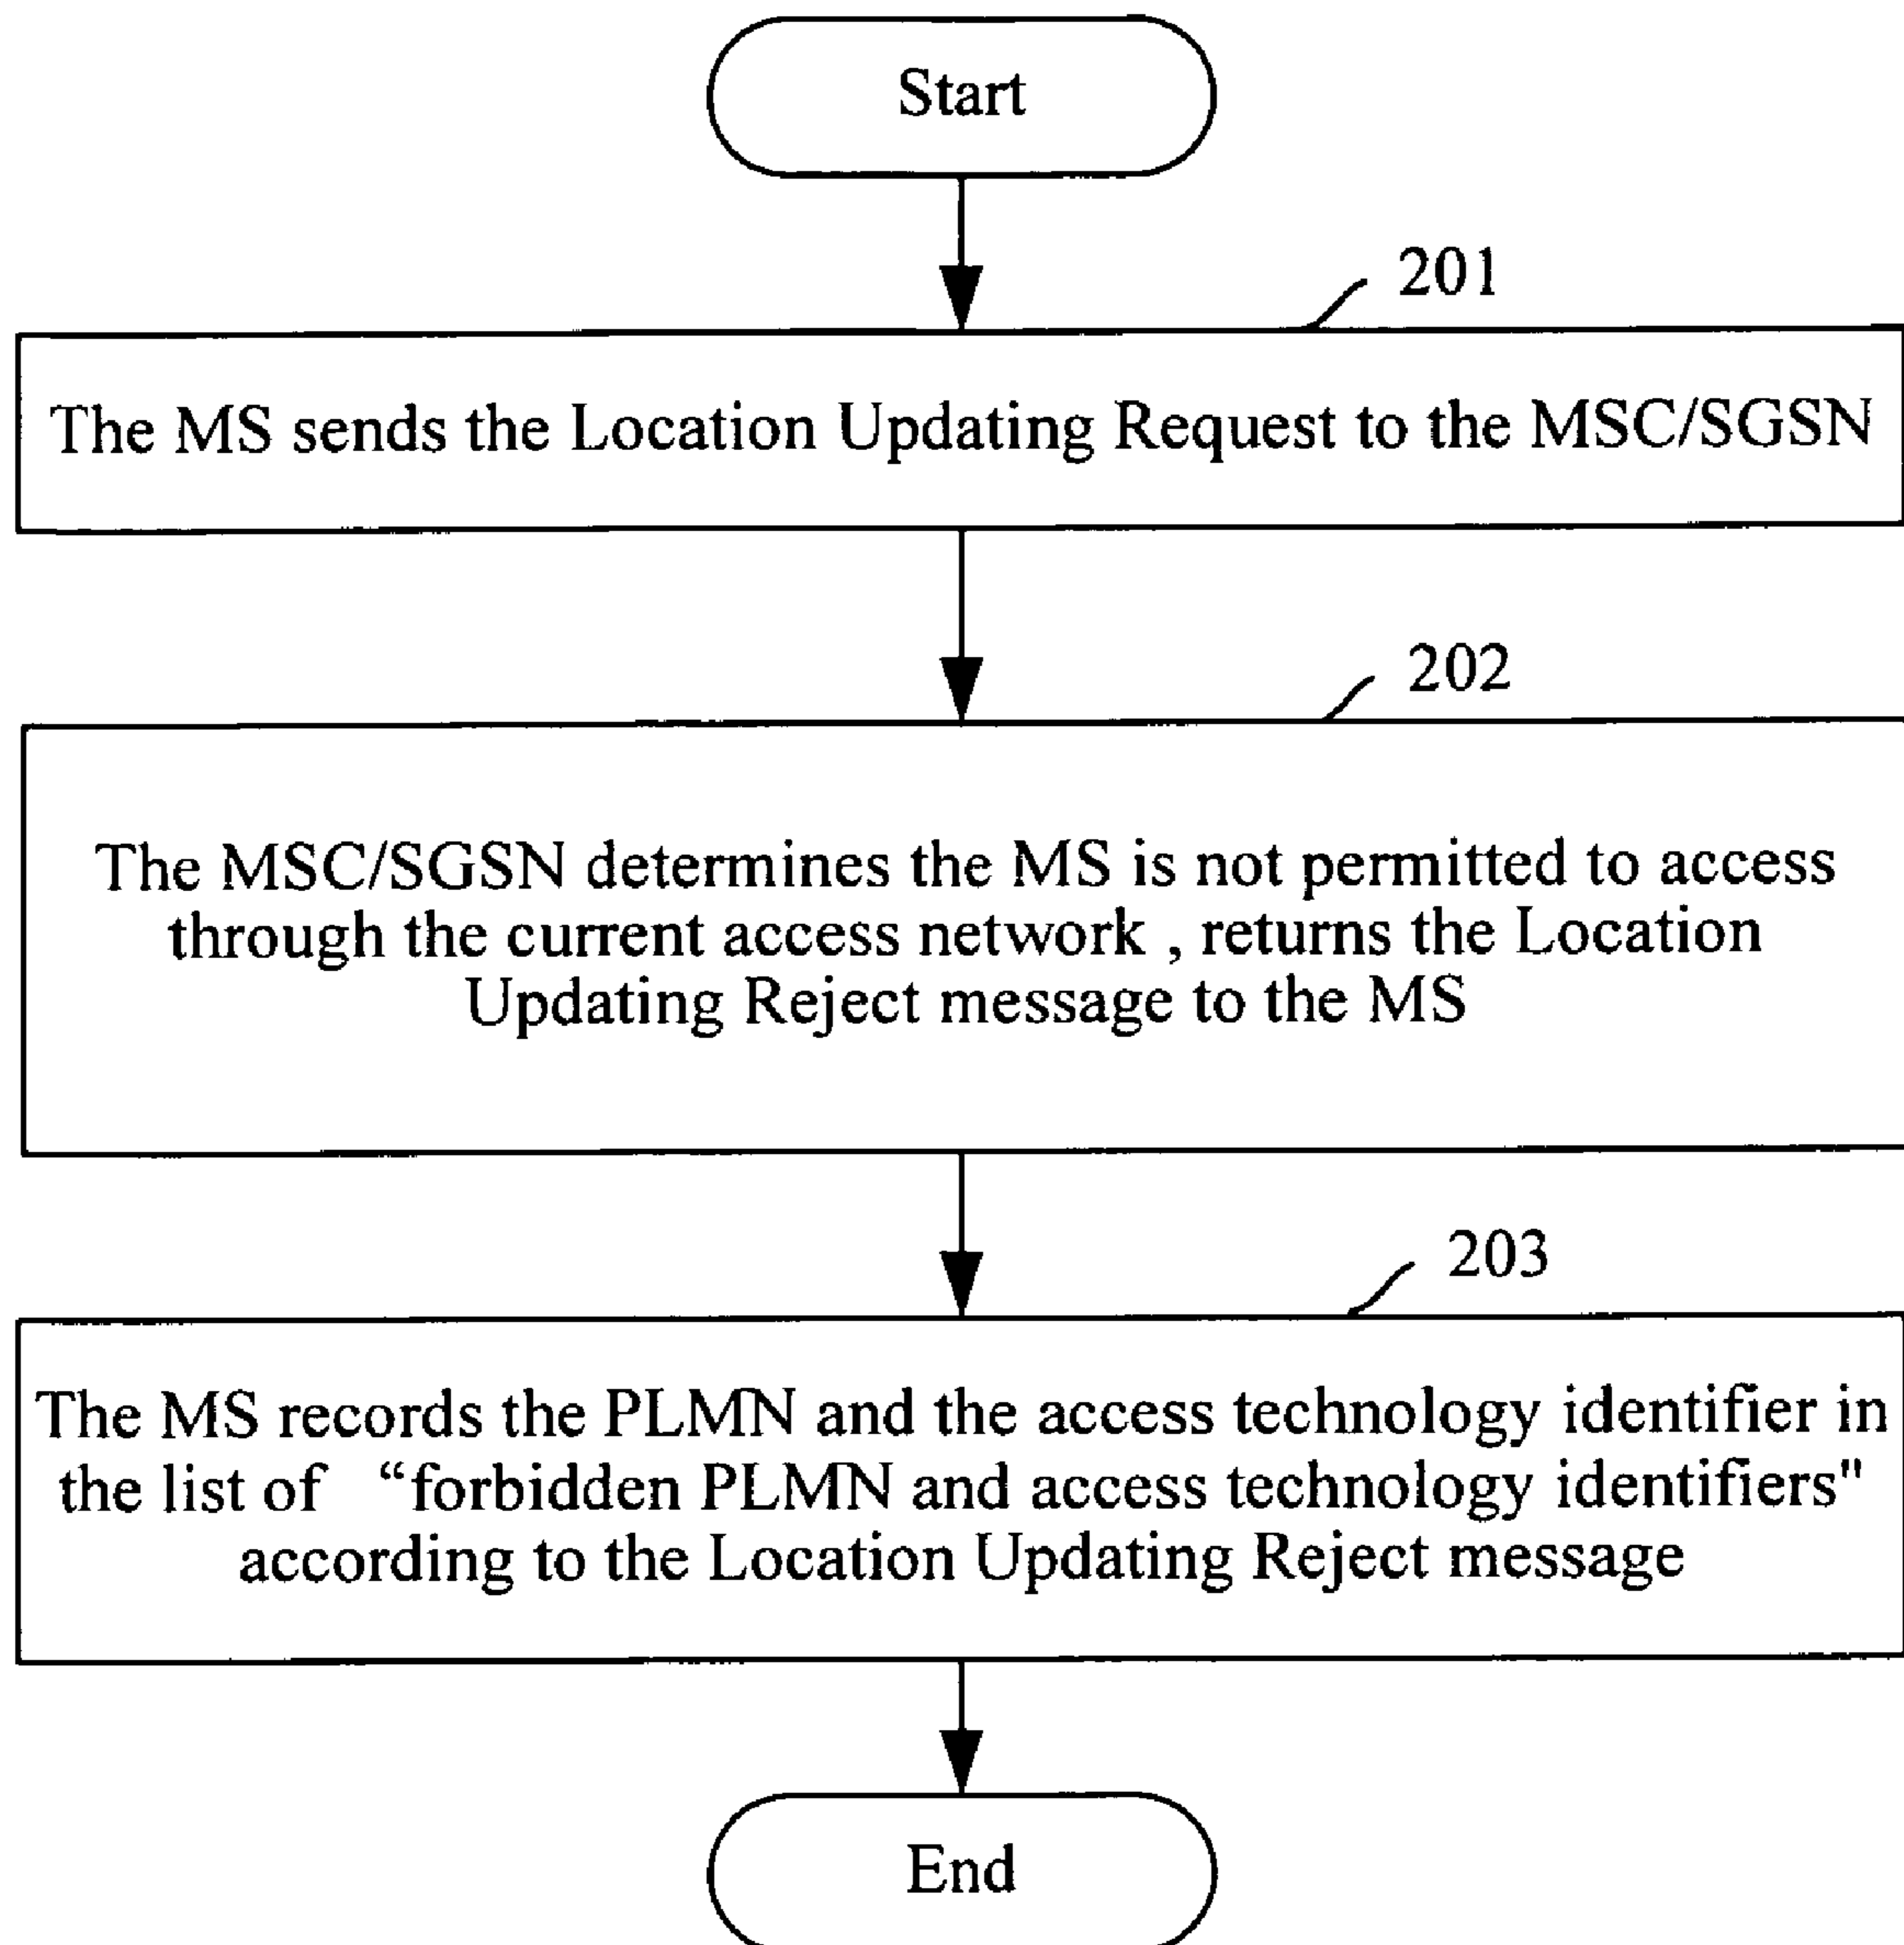 Start
201
The MS sends the Location Updating Request to the MSC/SGSN
202
The MSC/SGSN determines the MS is not permitted to access
through the current access network , returns the Location
Updating Reject message to the MS
203
The MS records the PLMN and the access technology identifier in
the list of “forbidden PLMN and access technology identifiers"
according to the Location Updating Reject message
End